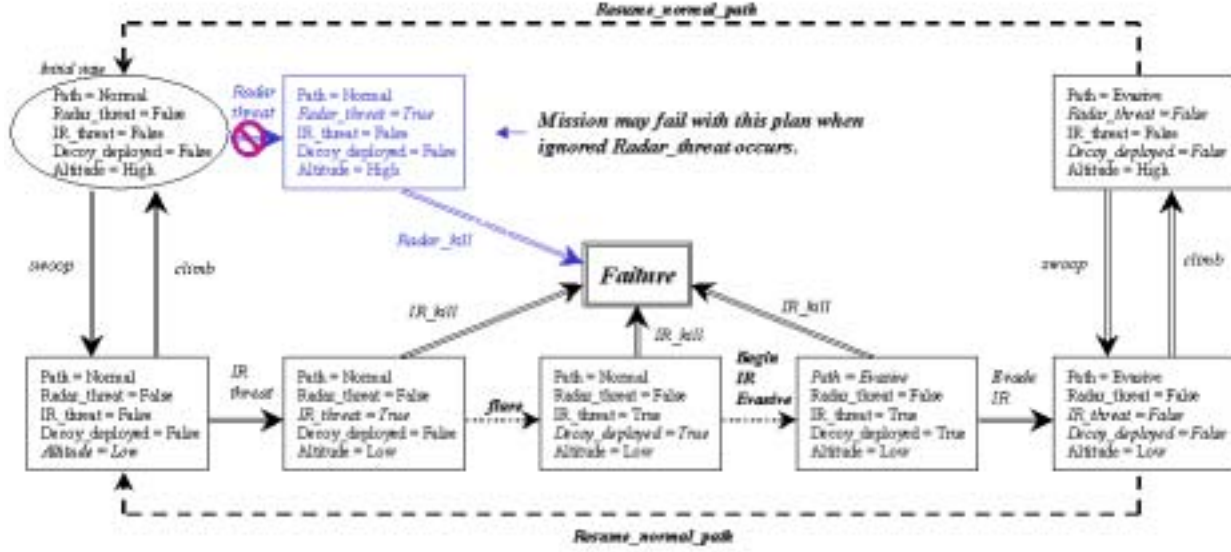 Resume_normal_path
Initial state
Path = Normal
Radar_threat = False
IR_threat = False
Decoy_deployed = False
Altitude = High
Radar
threat
Path = Normal
Radar_threat = True
IR_threat = False
Decoy_deployed = False
Altitude = High
Mission may fail with this plan when
ignored Radar_threat occurs.
Path = Evasive
Radar_threat = False
IR_threat = False
Decoy_deployed = False
Altitude = High
swoop
climb
Radar_kill
Failure
swoop
climb
IR_kill
IR_kill
IR_kill
Path = Normal
Radar_threat = False
IR_threat = False
Decoy_deployed = False
Altitude = Low
IR
threat
Path = Normal
Radar_threat = False
IR_threat = True
Decoy_deployed = False
Altitude = Low
flare
Path = Normal
Radar_threat = False
IR_threat = True
Decoy_deployed = True
Altitude = Low
Begin
IR
Evasive
Path = Evasive
Radar_threat = False
IR_threat = True
Decoy_deployed = True
Altitude = Low
Evade
IR
Path = Evasive
Radar_threat = False
IR_threat = False
Decoy_deployed = False
Altitude = Low
Resume_normal_path